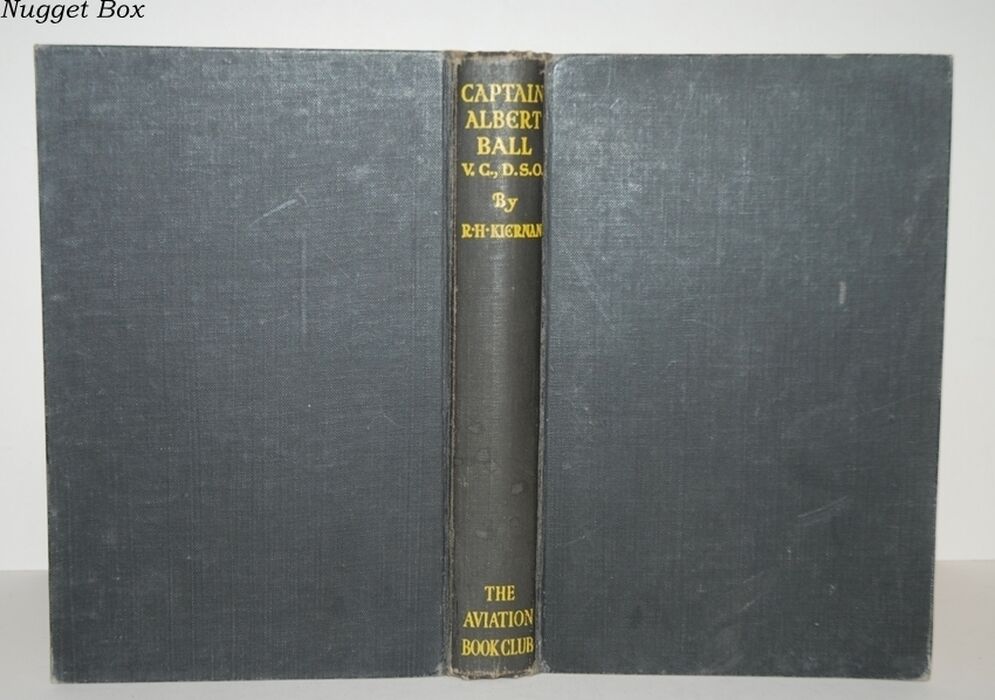 Nugget Box
CAPTAIN
ALBERT
BALL
V. C., D.S.O.
By
R·H·KIERNAN
THE
AVIATION
BOOK CLUB